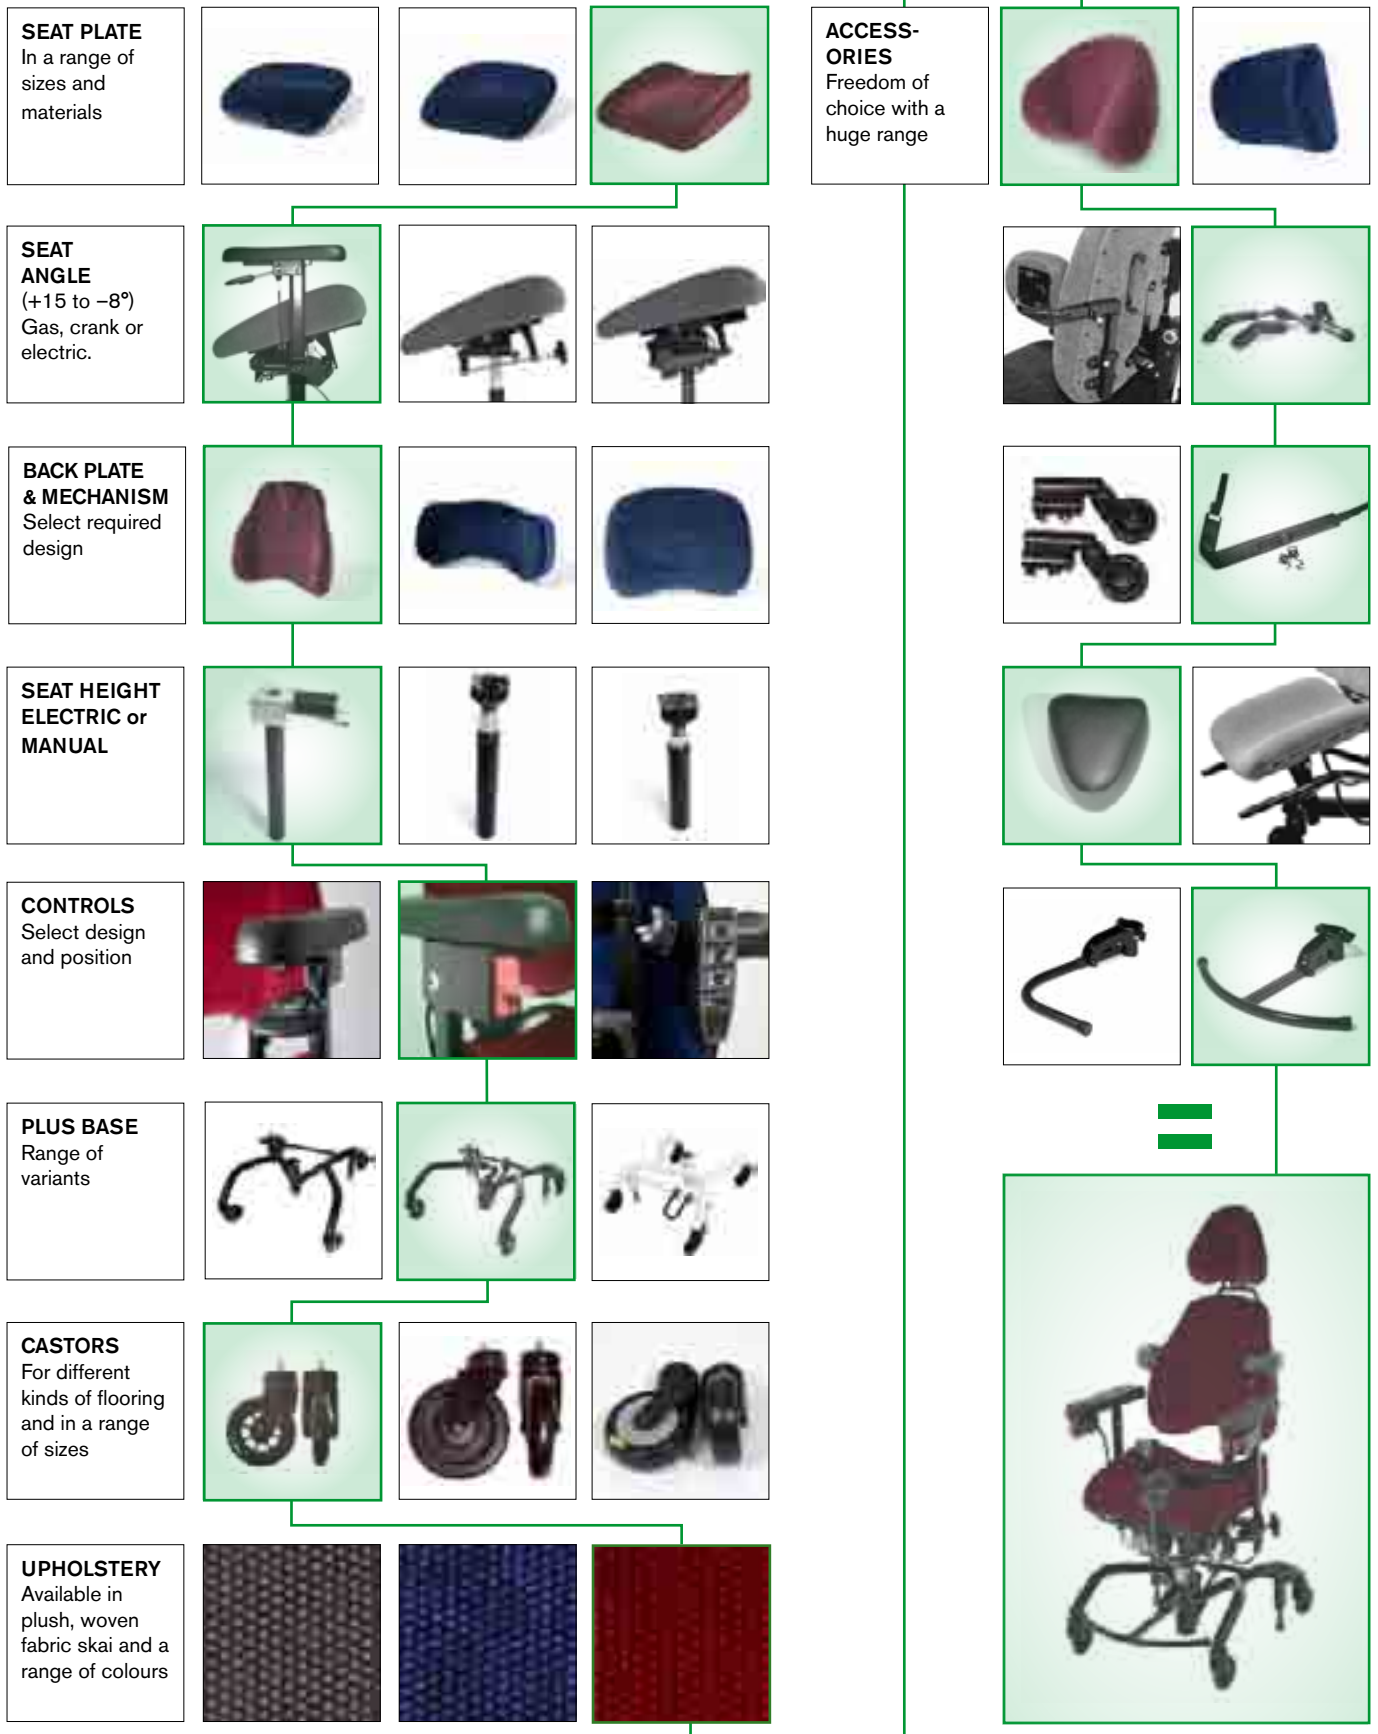 SEAT PLATE
In a range of
sizes and
materials
SEAT
ANGLE
(+15 to –8°)
Gas, crank or
electric.
BACK PLATE
& MECHANISM
Select required
design
SEAT HEIGHT
ELECTRIC or
MANUAL
CONTROLS
Select design
and position
PLUS BASE
Range of
variants
CASTORS
For different
kinds of flooring
and in a range
of sizes
UPHOLSTERY
Available in
plush, woven
fabric skai and a
range of colours
ACCESS-
ORIES
Freedom of
choice with a
huge range